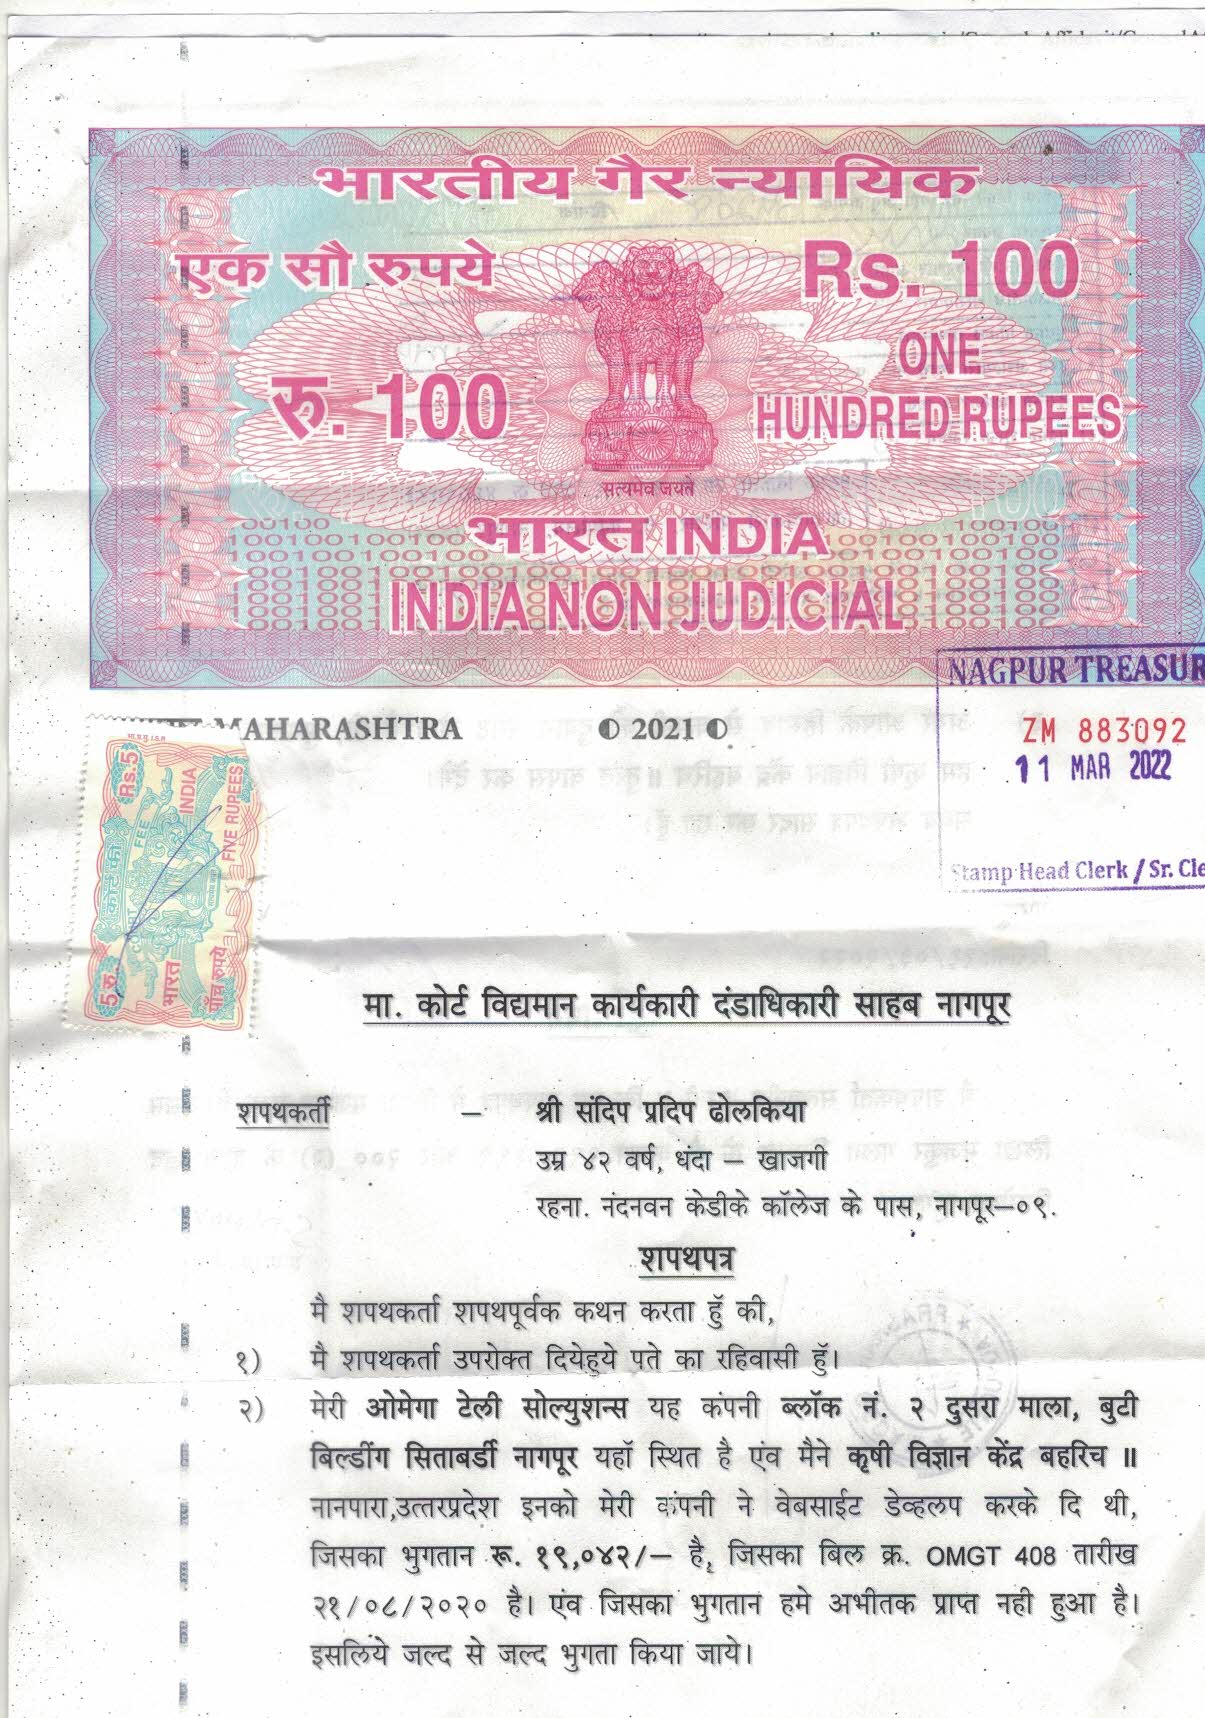 भारतीय गैर न्यायिक
एक सौ रुपये
Rs. 100
रु. 100
ONE
HUNDRED RUPEES
सत्यमेव जयते
भारत INDIA
INDIA NON JUDICIAL
MAHARASHTRA
2021
NAGPUR TREASUR
ZM 883092
11 MAR 2022
Stamp Head Clerk / Sr. Cle
Rs.5
INDIA
FIVE RUPEES
कोर्ट फी
COURT FEE
5 रु.
भारत
पाँच रुपये
मा. कोर्ट विद्यमान कार्यकारी दंडाधिकारी साहब नागपूर
शपथकर्ती – श्री संदिप प्रदिप ढोलकिया
उम्र ४२ वर्ष, धंदा – खाजगी
रहना. नंदनवन केडीके कॉलेज के पास, नागपूर–०९.
शपथपत्र
मै शपथकर्ता शपथपूर्वक कथन करता हुॅ की,
१) मै शपथकर्ता उपरोक्त दियेहुये पते का रहिवासी हुॅ।
२) मेरी ओमेगा टेली सोल्युशन्स यह कंपनी ब्लॉक नं. २ दुसरा माला, बुटी
बिल्डींग सिताबर्डी नागपूर यहॉ स्थित है एंव मैने कृषी विज्ञान केंद्र बहरिच ॥
नानपारा,उत्तरप्रदेश इनको मेरी कंपनी ने वेबसाईट डेव्हलप करके दि थी,
जिसका भुगतान रू. १९,०४२/– है, जिसका बिल क्र. OMGT 408 तारीख
२१/०८/२०२० है। एंव जिसका भुगतान हमे अभीतक प्राप्त नही हुआ है।
इसलिये जल्द से जल्द भुगता किया जाये।